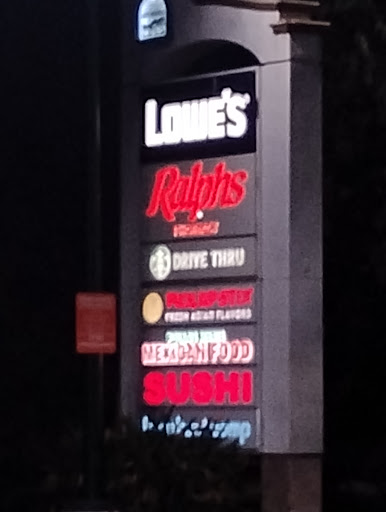 LOWE'S
Ralphs
DRIVE THRU
FRESH ASIAN FLAVORS
MEXICAN FOOD
SUSHI